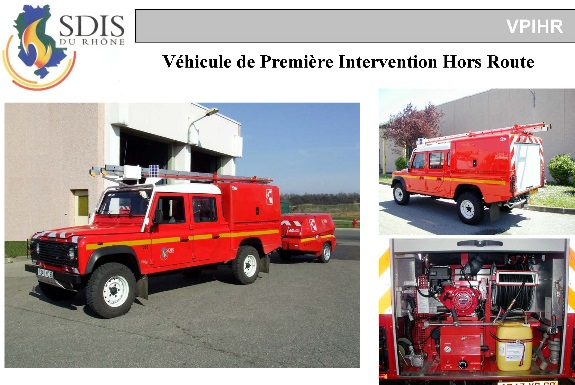 SDIS
DU RHÔNE
VPIHR
Véhicule de Première Intervention Hors Route